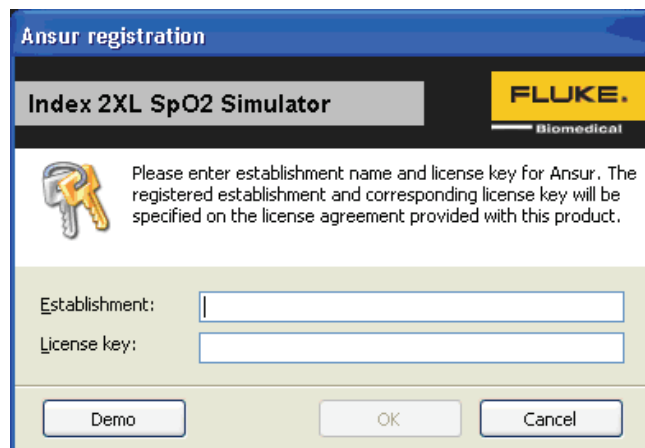 Ansur registration
Index 2XL SpO2 Simulator
FLUKE.
Biomedical
Please enter establishment name and license key for Ansur. The
registered establishment and corresponding license key will be
specified on the license agreement provided with this product.
Establishment:
License key:
Demo
OK
Cancel